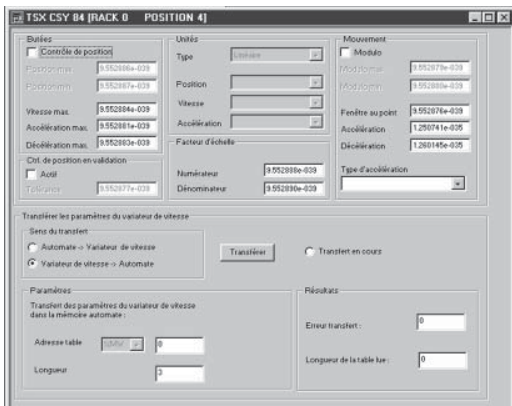 TSX CSY 84 [RACK 0 POSITION 4]
Butées
Contrôle de position
Position max. 9.552886e-039
Position min. 9.552887e-039
Vitesse max. 9.552884e-039
Accélération max. 9.552881e-039
Décélération max. 9.552883e-039
Ctrl. de position en validation
Actif
Tolérance 9.552877e-039
Unités
Type Linéaire
Position
Vitesse
Accélération
Facteur d'échelle
Numérateur 9.552888e-039
Dénominateur 9.552890e-039
Mouvement
Modulo
Modulo max. 9.552879e-039
Modulo min. 9.552880e-039
Fenêtre au point 9.552876e-039
Accélération 1.250741e-035
Décélération 1.260145e-035
Type d'accélération
Transférer les paramètres du variateur de vitesse
Sens du transfert
Automate -> Variateur de vitesse
Variateur de vitesse -> Automate
Transférer
Transfert en cours
Paramètres
Transfert des paramètres du variateur de vitesse
dans la mémoire automate :
Adresse table %MW 0
Longueur 3
Résultats
Erreur transfert : 0
Longueur de la table lue : 0